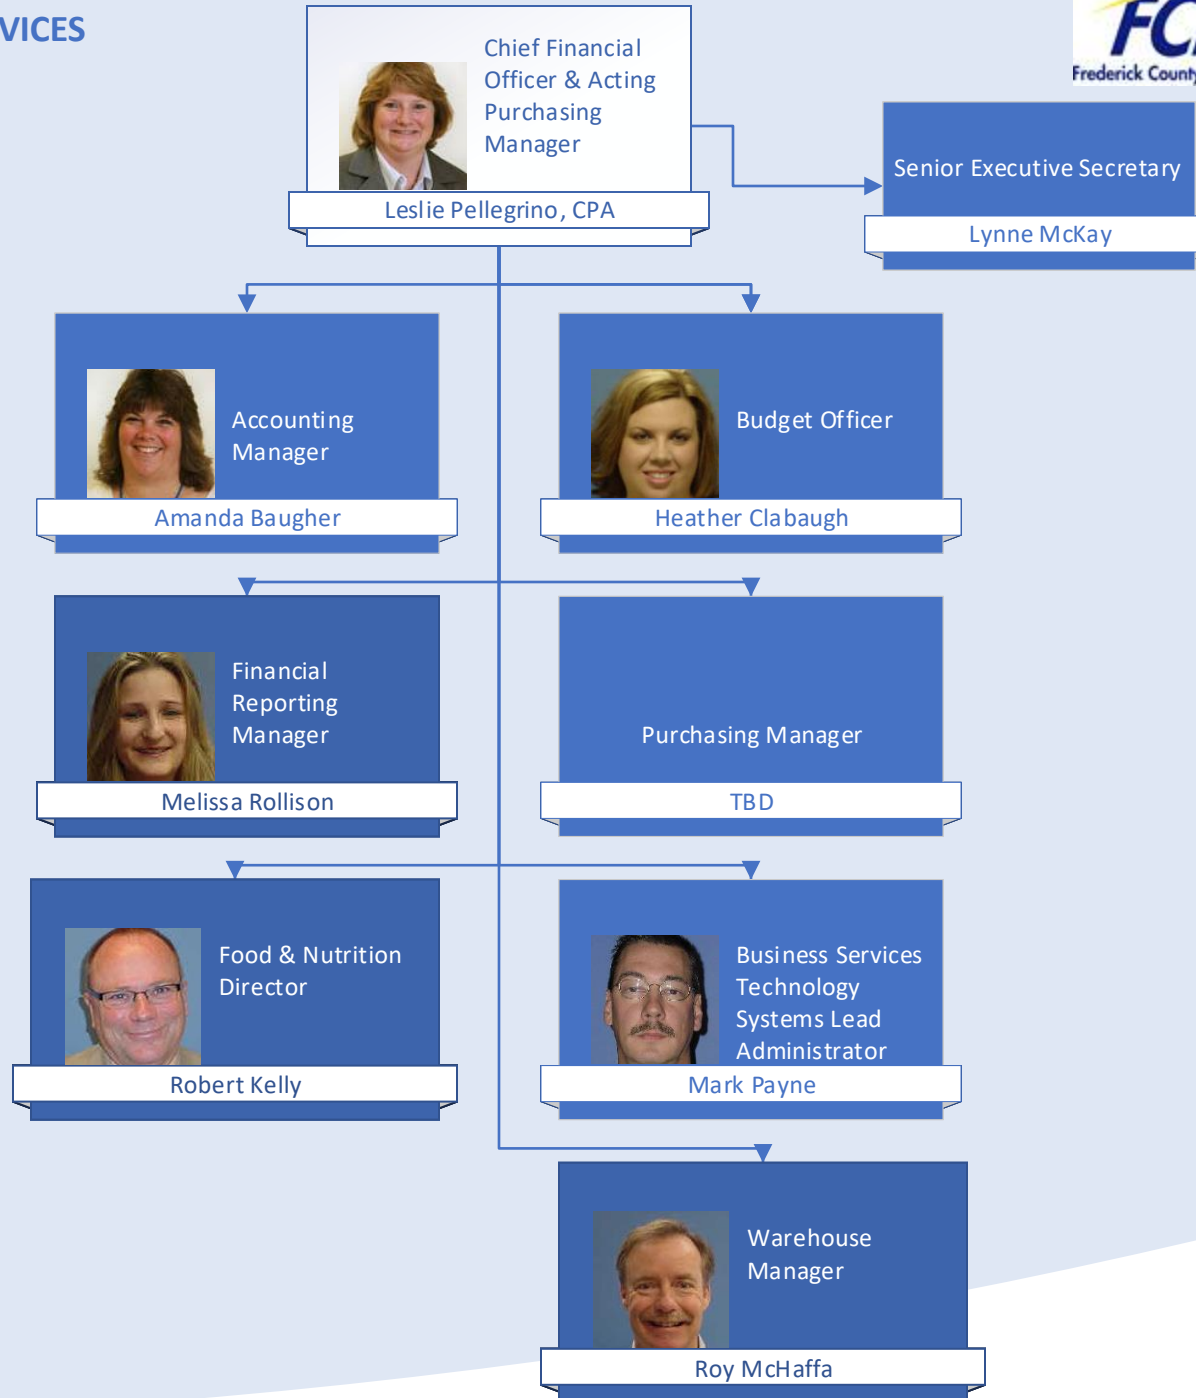 VICES
Chief Financial
Officer & Acting
Purchasing
Manager
Leslie Pellegrino, CPA
Frederick County
Senior Executive Secretary
Lynne McKay
Accounting
Manager
Amanda Baugher
Budget Officer
Heather Clabaugh
Financial
Reporting
Manager
Melissa Rollison
Purchasing Manager
TBD
Food & Nutrition
Director
Robert Kelly
Business Services
Technology
Systems Lead
Administrator
Mark Payne
Warehouse
Manager
Roy McHaffa